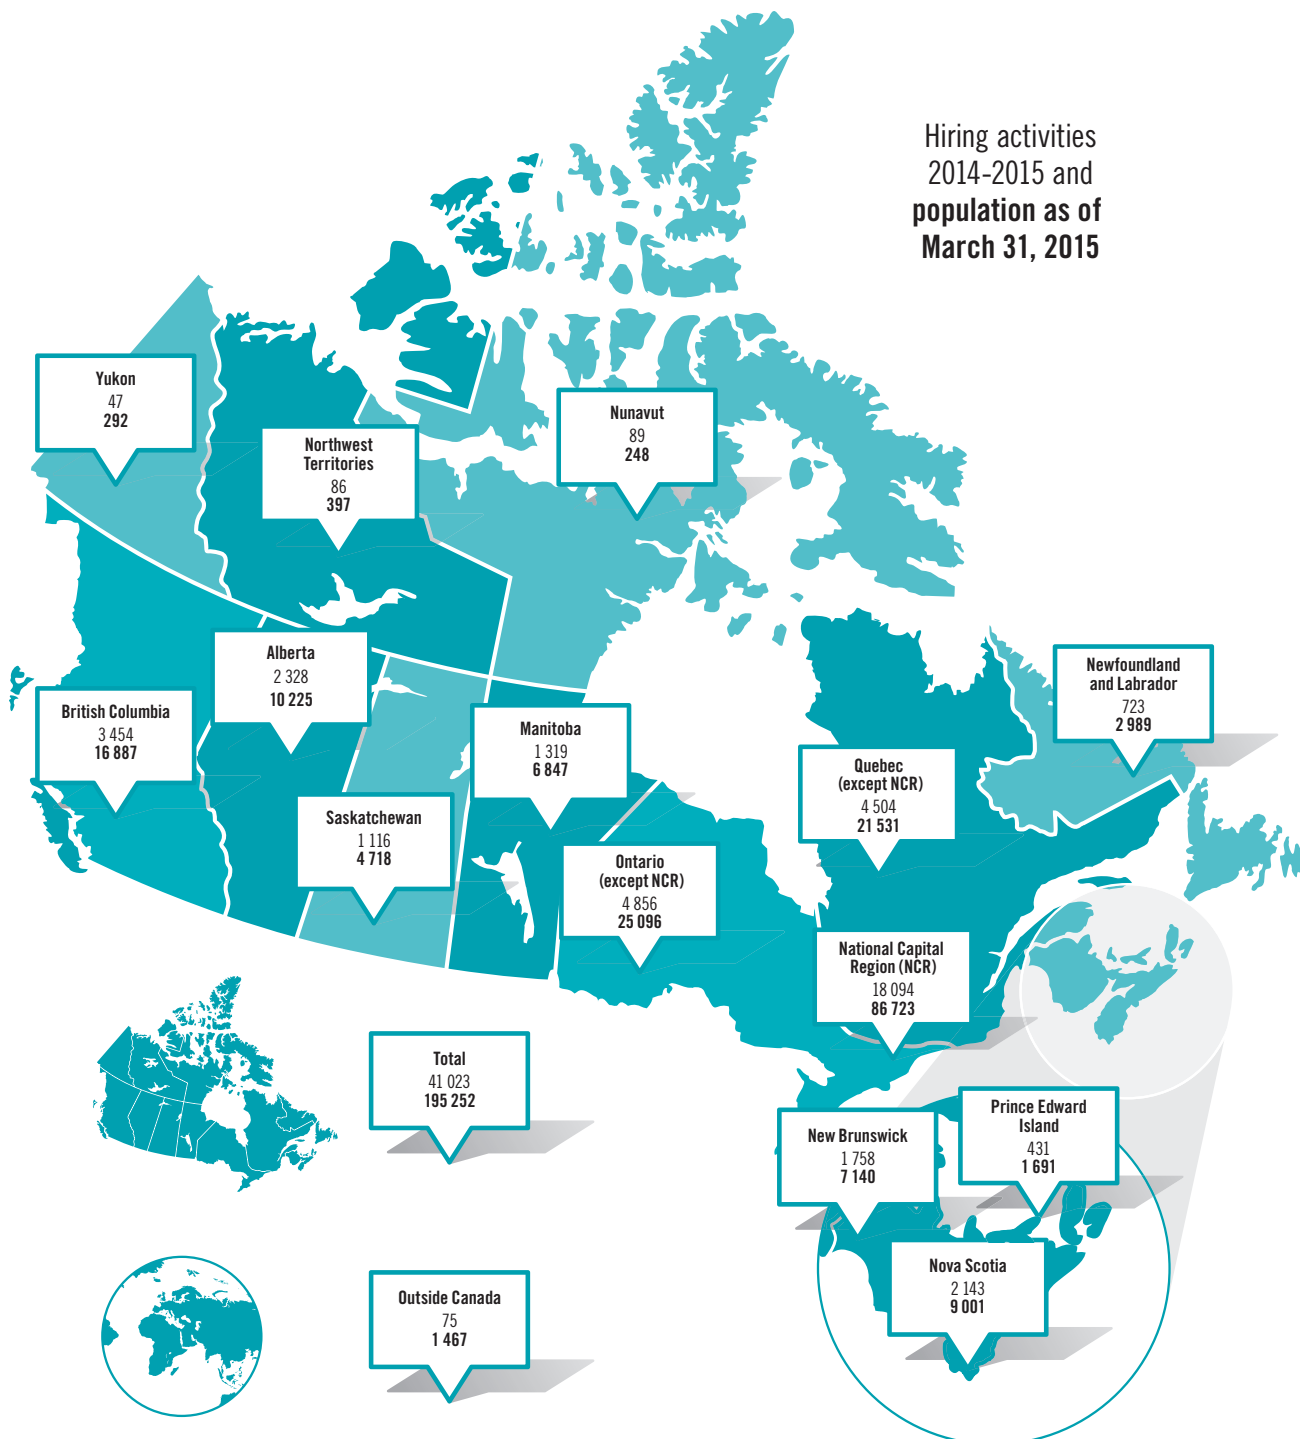 Hiring activities
2014-2015 and
population as of
March 31, 2015
Yukon
47
292
Northwest
Territories
86
397
Nunavut
89
248
Alberta
2 328
10 225
British Columbia
3 454
16 887
Manitoba
1 319
6 847
Saskatchewan
1 116
4 718
Ontario
(except NCR)
4 856
25 096
Quebec
(except NCR)
4 504
21 531
Newfoundland
and Labrador
723
2 989
National Capital
Region (NCR)
18 094
86 723
Total
41 023
195 252
New Brunswick
1 758
7 140
Prince Edward
Island
431
1 691
Nova Scotia
2 143
9 001
Outside Canada
75
1 467